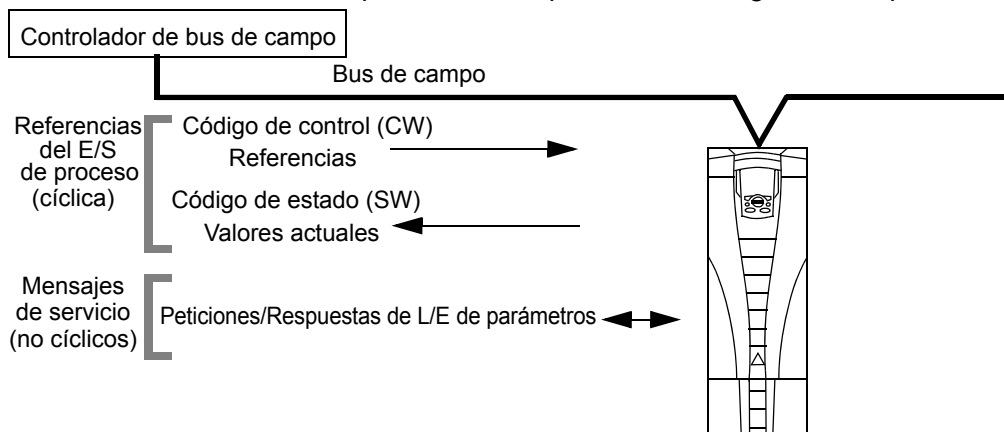 Controlador de bus de campo
Bus de campo
Referencias
del E/S
de proceso
(cíclica)
Código de control (CW)
Referencias
Código de estado (SW)
Valores actuales
Mensajes
de servicio
(no cíclicos)
Peticiones/Respuestas de L/E de parámetros